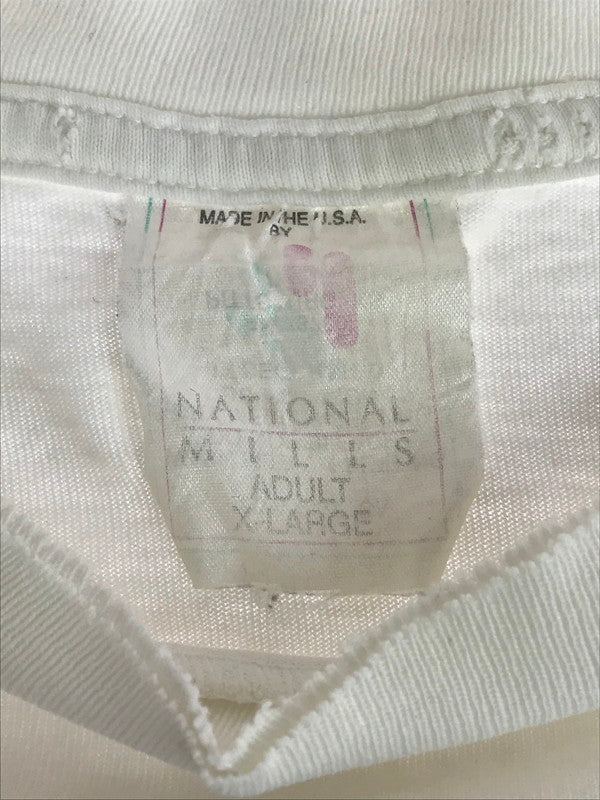 MADE IN THE U.S.A.
BY
NATIONAL
MILLS
ADULT
X-LARGE